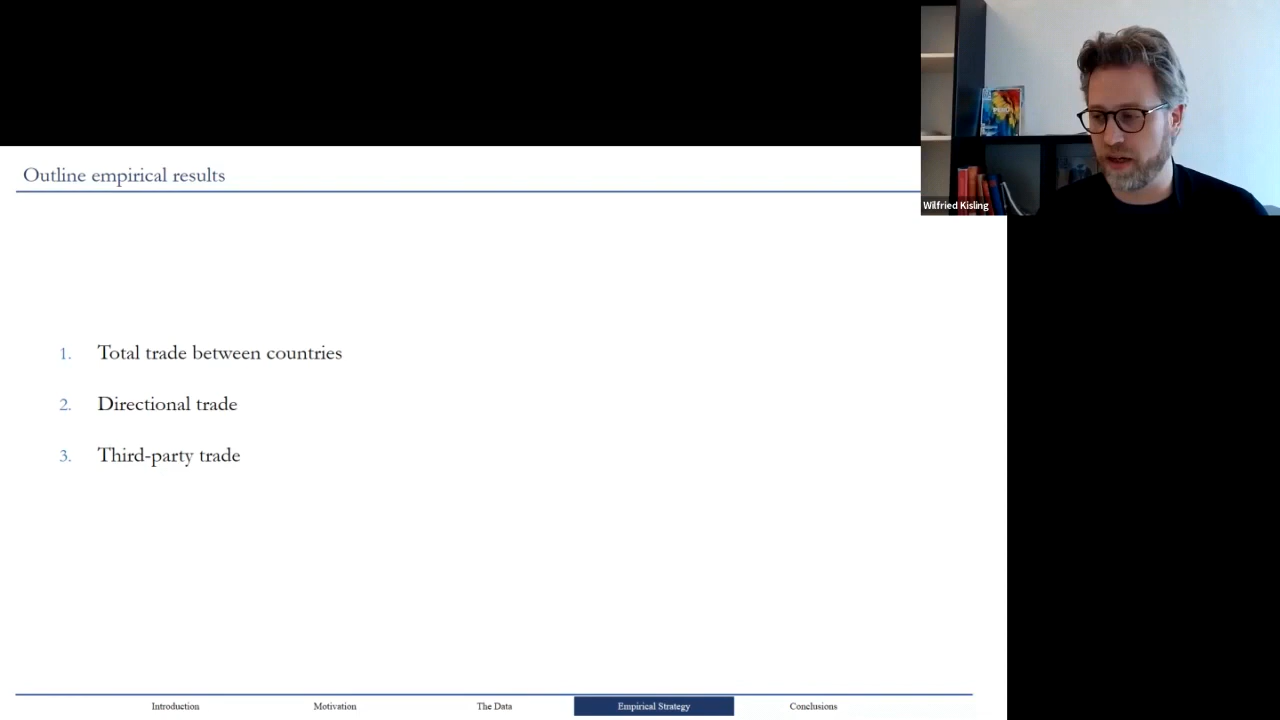 Outline empirical results
Wilfried Kisling
1. Total trade between countries
2. Directional trade
3. Third-party trade
Introduction Motivation The Data Empirical Strategy Conclusions